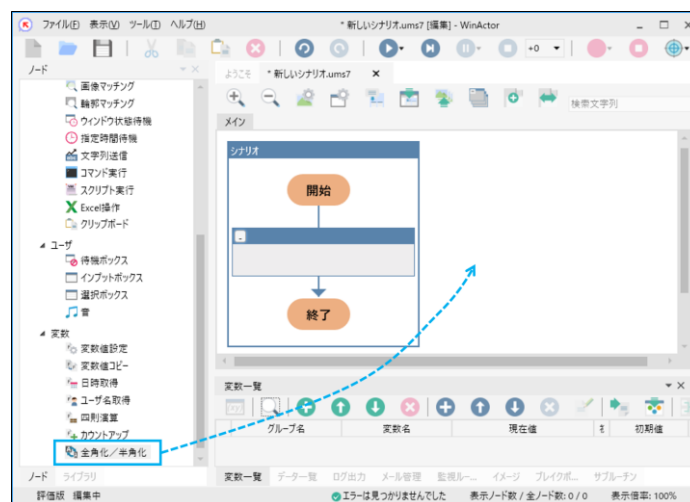 ファイル(F) 表示(V) ツール(T) ヘルプ(H)
* 新しいシナリオ.ums7 [編集] - WinActor
+0
ノード
画像マッチング
輪郭マッチング
ウィンドウ状態待機
指定時間待機
文字列送信
コマンド実行
スクリプト実行
Excel操作
クリップボード
ユーザ
待機ボックス
インプットボックス
選択ボックス
音
変数
変数値設定
変数値コピー
日時取得
ユーザ名取得
四則演算
カウントアップ
全角化/半角化
ノード ライブラリ
ようこそ * 新しいシナリオ.ums7
検索文字列
メイン
シナリオ
開始
終了
変数一覧
グループ名 変数名 現在値 初期値
変数一覧 データ一覧 ログ出力 メール管理 監視ルー... イメージ ブレイクポ... サブルーチン
評価版 編集中 エラーは見つかりませんでした 表示ノード数 / 全ノード数: 0 / 0 表示倍率: 100%